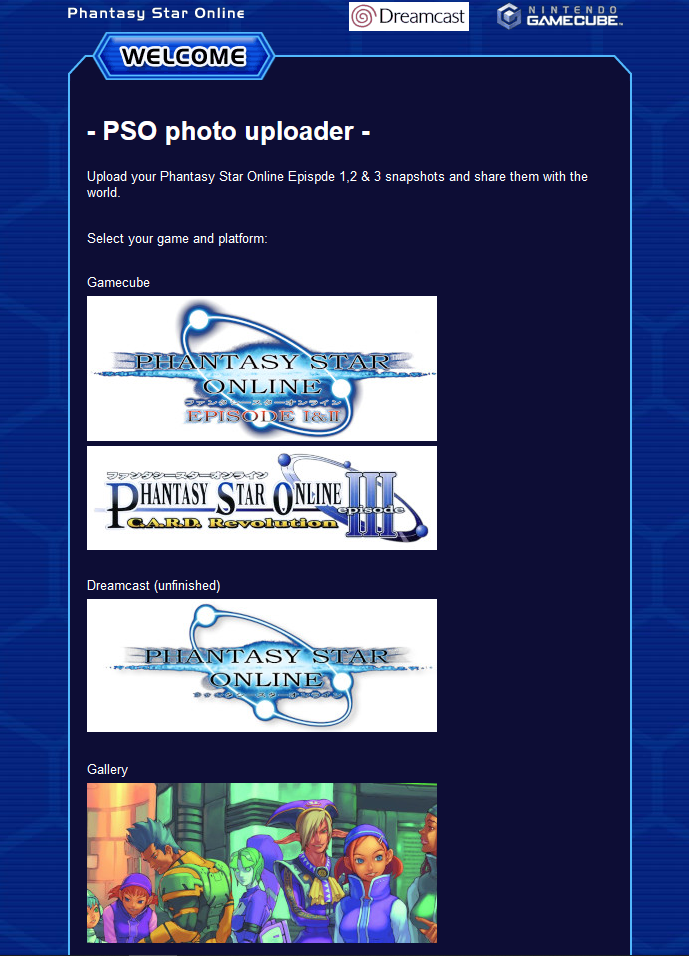 Phantasy Star Online
Dreamcast
NINTENDO
GAMECUBE™
WELCOME
- PSO photo uploader -
Upload your Phantasy Star Online Epispde 1,2 & 3 snapshots and share them with the
world.
Select your game and platform:
Gamecube
PHANTASY STAR
ONLINE
ファンタシースターオンライン
EPISODE I&II
ファンタシースターオンライン
PHANTASY STAR ONLINE
episode III
C.A.R.D. Revolution
Dreamcast (unfinished)
PHANTASY STAR
ONLINE
ファンタシースターオンライン
Gallery